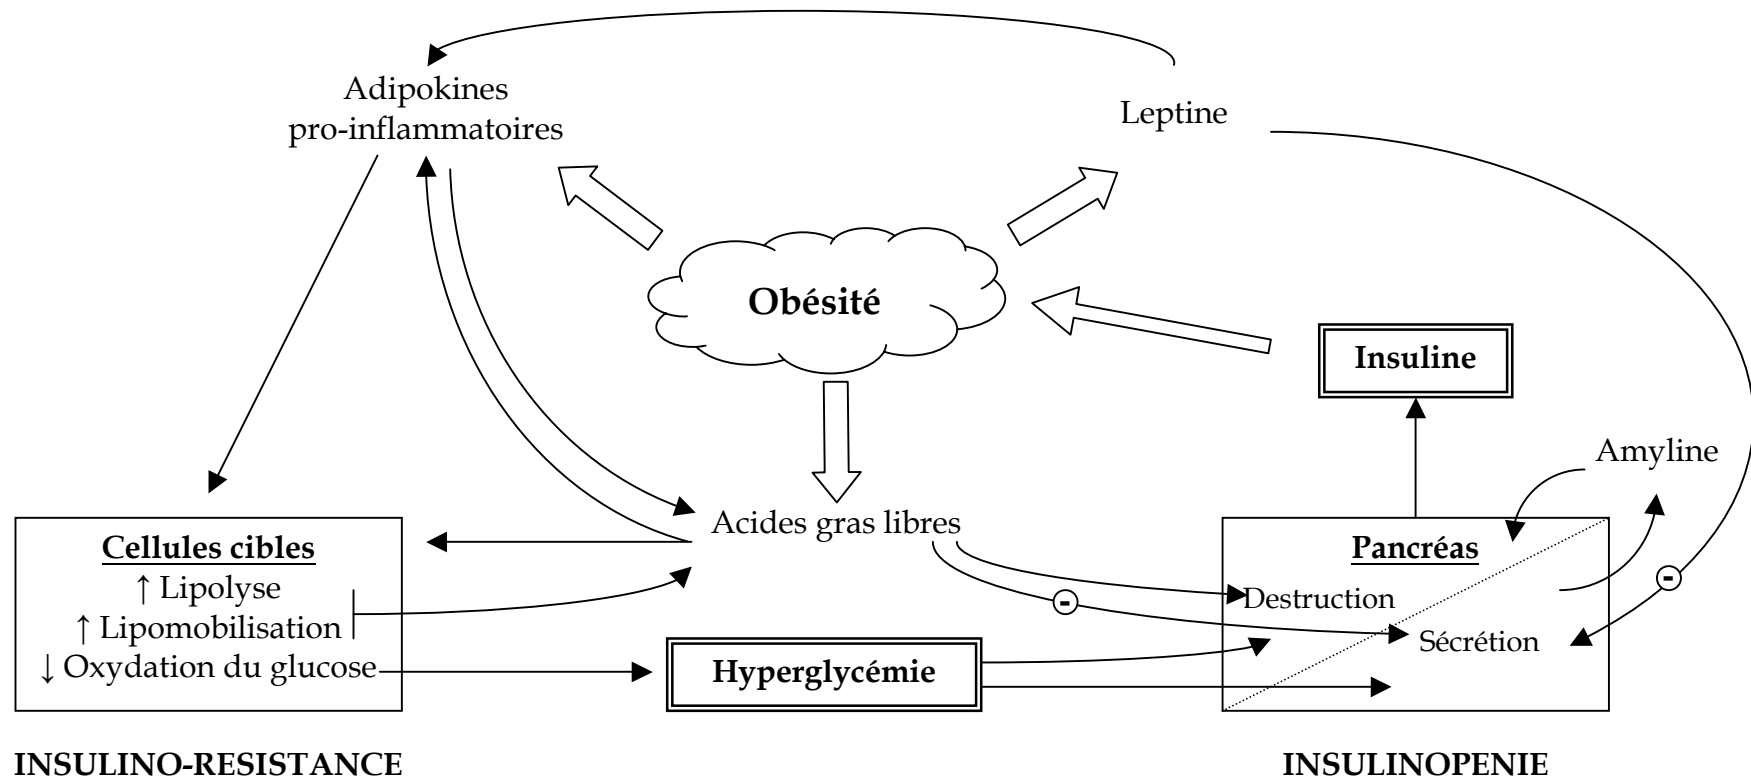 Adipokines
pro-inflammatoires
Leptine
Obésité
Insuline
Amyline
Acides gras libres
Cellules cibles
↑ Lipolyse
↑ Lipomobilisation
↓ Oxydation du glucose
Hyperglycémie
Pancréas
Destruction
-
Sécrétion
-
INSULINO-RESISTANCE
INSULINOPENIE